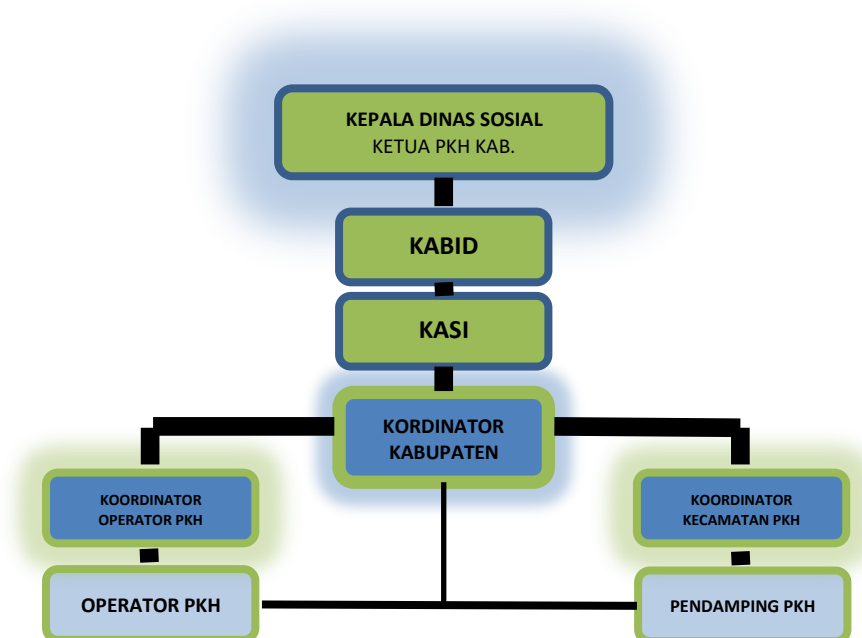 KEPALA DINAS SOSIAL
KETUA PKH KAB.
KABID
KASI
KORDINATOR
KABUPATEN
KOORDINATOR
OPERATOR PKH
KOORDINATOR
KECAMATAN PKH
OPERATOR PKH
PENDAMPING PKH